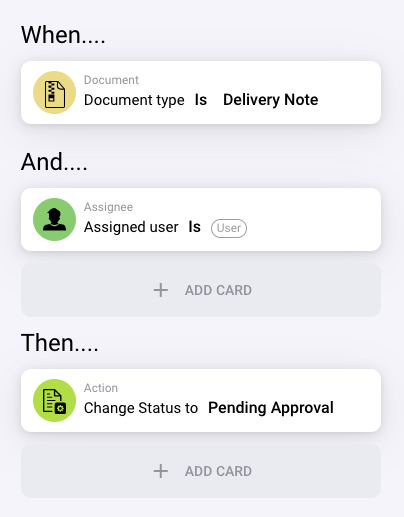 When....
Document
Document type Is Delivery Note
And....
Assignee
Assigned user Is User
ADD CARD
Then....
Action
Change Status to Pending Approval
ADD CARD